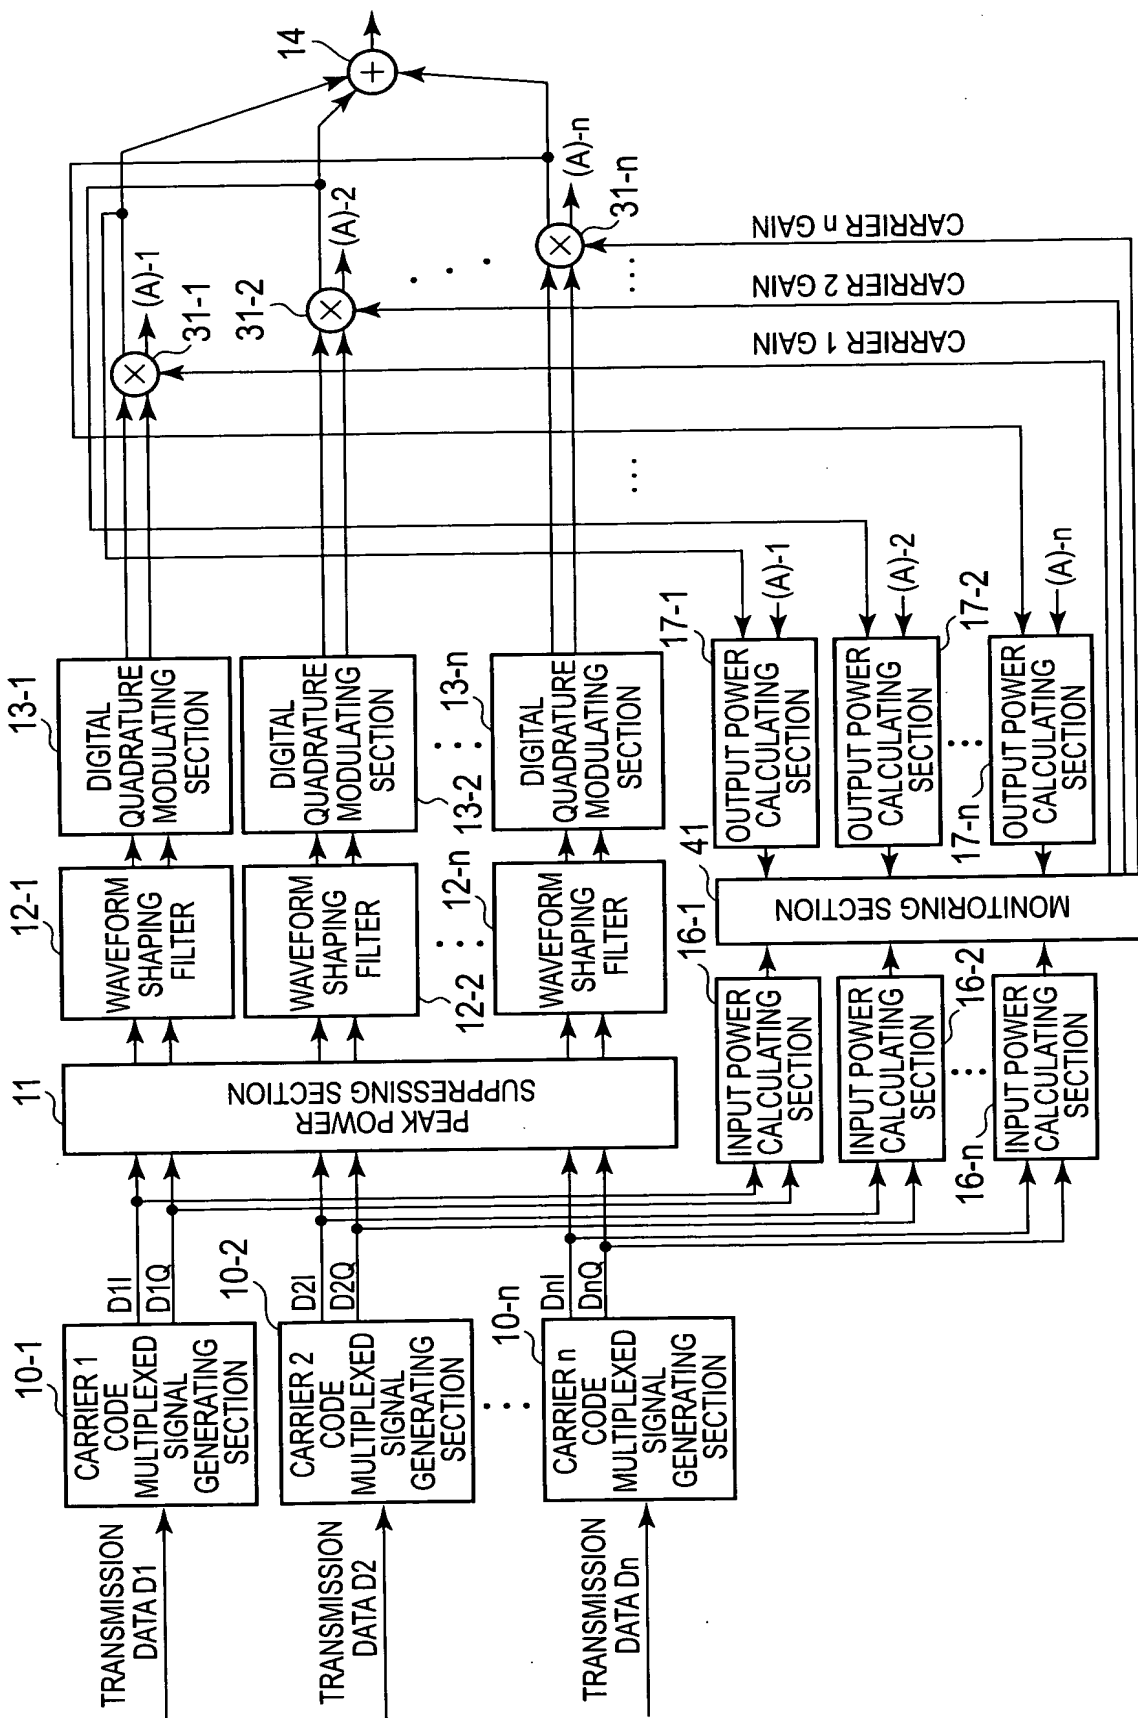 TRANSMISSION
DATA D1
10-1
CARRIER 1
CODE
MULTIPLEXED
SIGNAL
GENERATING
SECTION
D1I
D1Q
TRANSMISSION
DATA D2
10-2
CARRIER 2
CODE
MULTIPLEXED
SIGNAL
GENERATING
SECTION
D2I
D2Q
TRANSMISSION
DATA Dn
10-n
CARRIER n
CODE
MULTIPLEXED
SIGNAL
GENERATING
SECTION
DnI
DnQ
11
PEAK POWER
SUPPRESSING SECTION
12-1
WAVEFORM
SHAPING
FILTER
WAVEFORM
SHAPING
FILTER
12-2
12-n
WAVEFORM
SHAPING
FILTER
13-1
DIGITAL
QUADRATURE
MODULATING
SECTION
DIGITAL
QUADRATURE
MODULATING
SECTION
13-2
13-n
DIGITAL
QUADRATURE
MODULATING
SECTION
×
(A)-1
31-1
31-2
×
(A)-2
×
(A)-n
31-n
14
+
CARRIER n GAIN
CARRIER 2 GAIN
CARRIER 1 GAIN
16-1
INPUT POWER
CALCULATING
SECTION
INPUT POWER
CALCULATING
SECTION
16-2
16-n
INPUT POWER
CALCULATING
SECTION
41
MONITORING SECTION
17-1
OUTPUT POWER
CALCULATING
SECTION
(A)-1
OUTPUT POWER
CALCULATING
SECTION
(A)-2
17-2
17-n
OUTPUT POWER
CALCULATING
SECTION
(A)-n